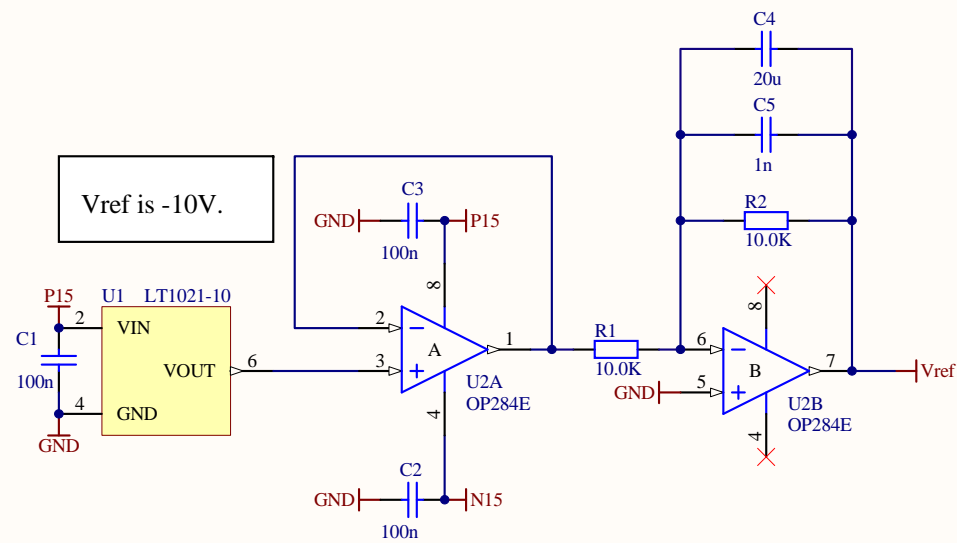 C4
20u
C5
1n
R2
10.0K
Vref is -10V.
C3
GND
P15
100n
P15
U1 LT1021-10
C1
100n
2
VIN
VOUT
6
4
GND
GND
8
2
3
A
1
U2A
OP284E
4
C2
GND
N15
100n
R1
10.0K
GND
8
6
5
B
7
Vref
U2B
OP284E
4